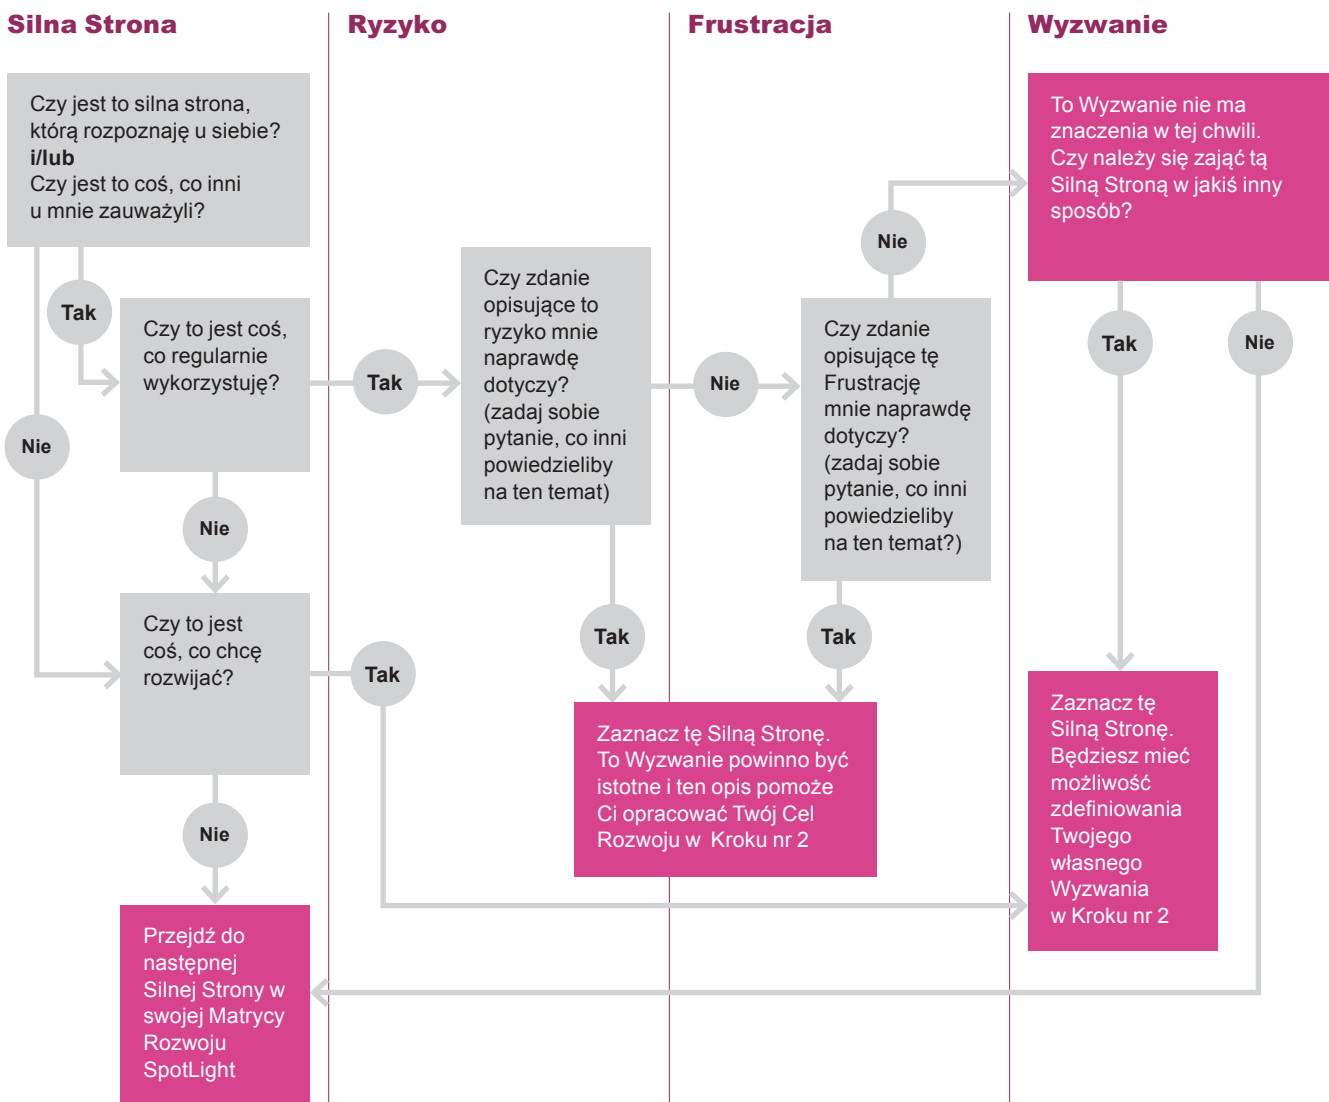 Silna Strona
Ryzyko
Frustracja
Wyzwanie
Czy jest to silna strona,
którą rozpoznaję u siebie?
i/lub
Czy jest to coś, co inni
u mnie zauważyli?
Tak
Nie
Czy to jest coś,
co regularnie
wykorzystuję?
Tak
Nie
Czy to jest
coś, co chcę
rozwijać?
Tak
Nie
Przejdź do
następnej
Silnej Strony w
swojej Matrycy
Rozwoju
SpotLight
Czy zdanie
opisujące to
ryzyko mnie
naprawdę
dotyczy?
(zadaj sobie
pytanie, co inni
powiedzieliby
na ten temat)
Nie
Tak
Czy zdanie
opisujące tę
Frustrację
mnie naprawdę
dotyczy?
(zadaj sobie
pytanie, co inni
powiedzieliby
na ten temat?)
Nie
Tak
Zaznacz tę Silną Stronę.
To Wyzwanie powinno być
istotne i ten opis pomoże
Ci opracować Twój Cel
Rozwoju w Kroku nr 2
To Wyzwanie nie ma
znaczenia w tej chwili.
Czy należy się zająć tą
Silną Stroną w jakiś inny
sposób?
Tak
Nie
Zaznacz tę
Silną Stronę.
Będziesz mieć
możliwość
zdefiniowania
Twojego
własnego
Wyzwania
w Kroku nr 2